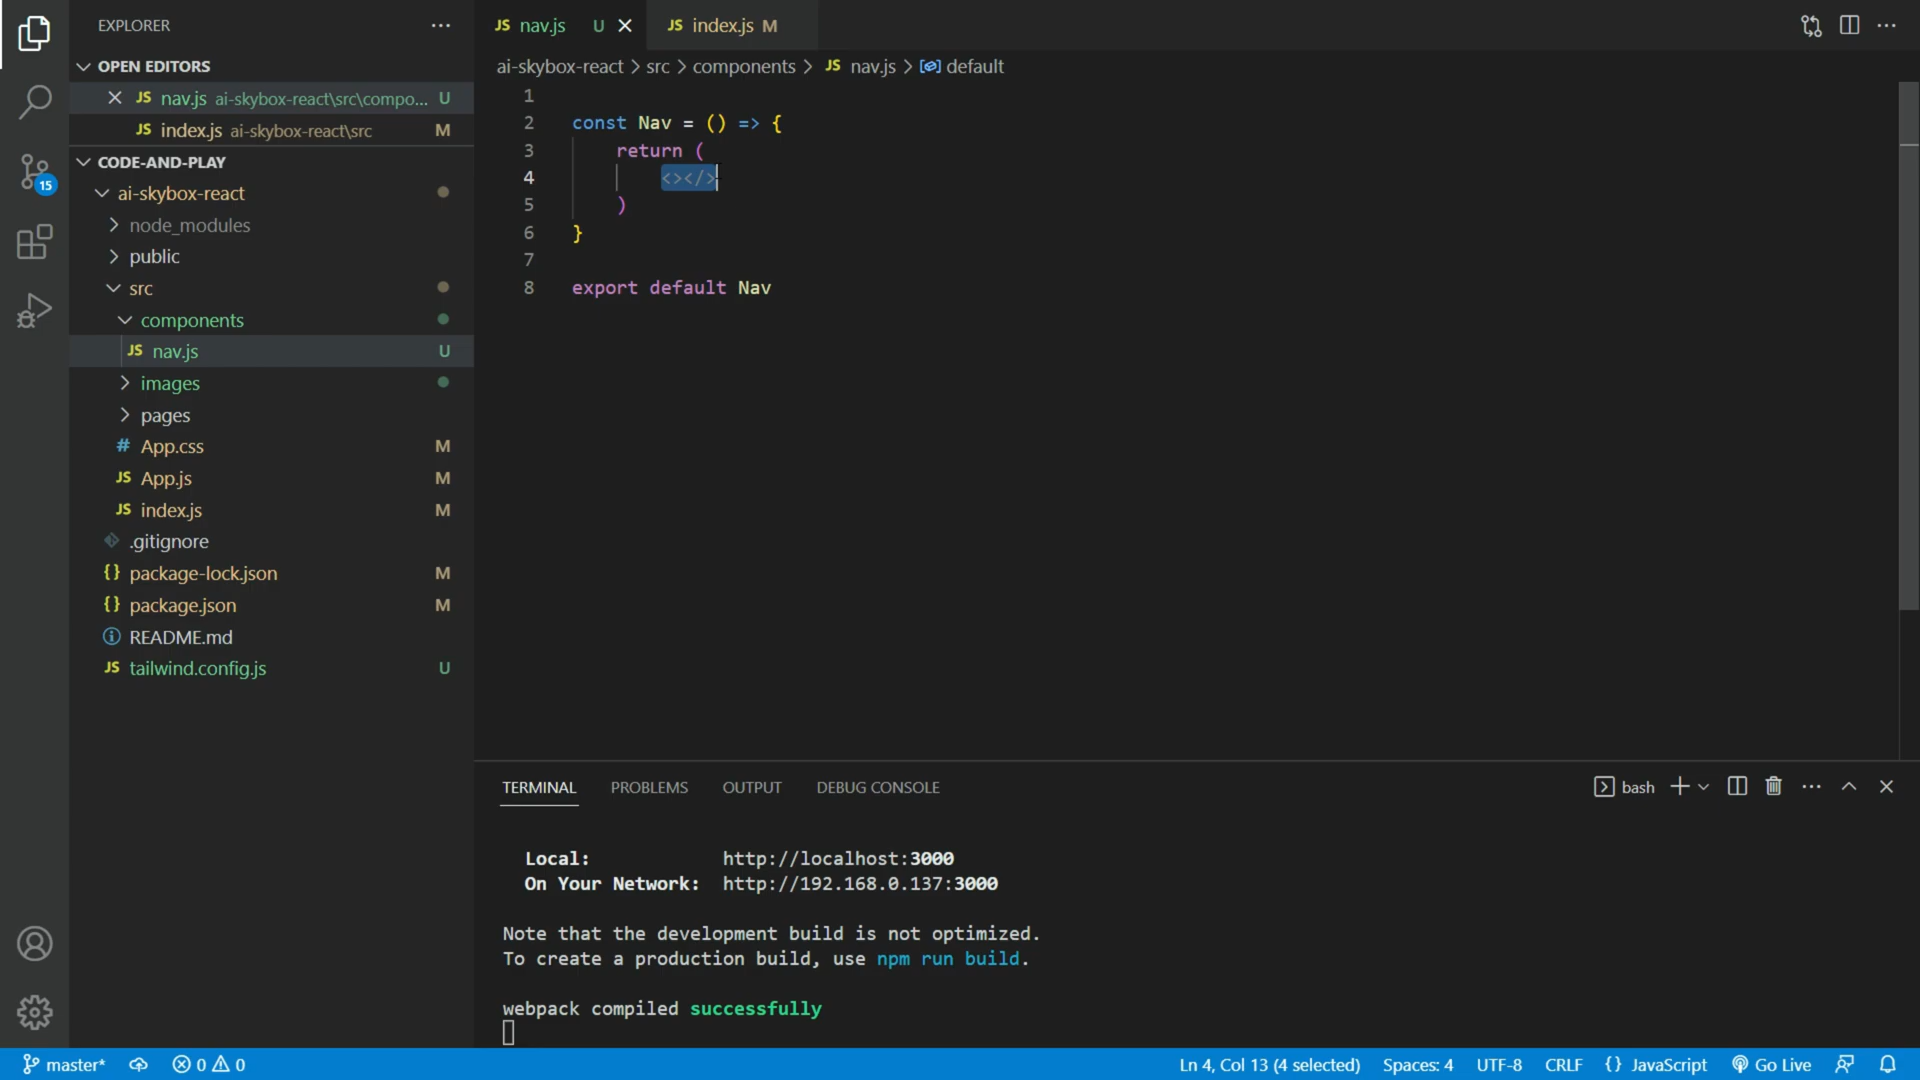 EXPLORER
OPEN EDITORS
JS nav.js ai-skybox-react\src\compo... U
JS index.js ai-skybox-react\src M
15
CODE-AND-PLAY
ai-skybox-react
node_modules
public
src
components
JS nav.js U
images
pages
# App.css M
JS App.js M
JS index.js M
.gitignore
{} package-lock.json M
{} package.json M
README.md
JS tailwind.config.js U
JS nav.js U
JS index.js M
ai-skybox-react > src > components > JS nav.js > default
1
2 const Nav = () => {
3 return (
4 <></>
5 )
6 }
7
8 export default Nav
TERMINAL PROBLEMS OUTPUT DEBUG CONSOLE
bash
Local: http://localhost:3000
On Your Network: http://192.168.0.137:3000
Note that the development build is not optimized.
To create a production build, use npm run build.
webpack compiled successfully
master* 0 0
Ln 4, Col 13 (4 selected) Spaces: 4 UTF-8 CRLF {} JavaScript Go Live